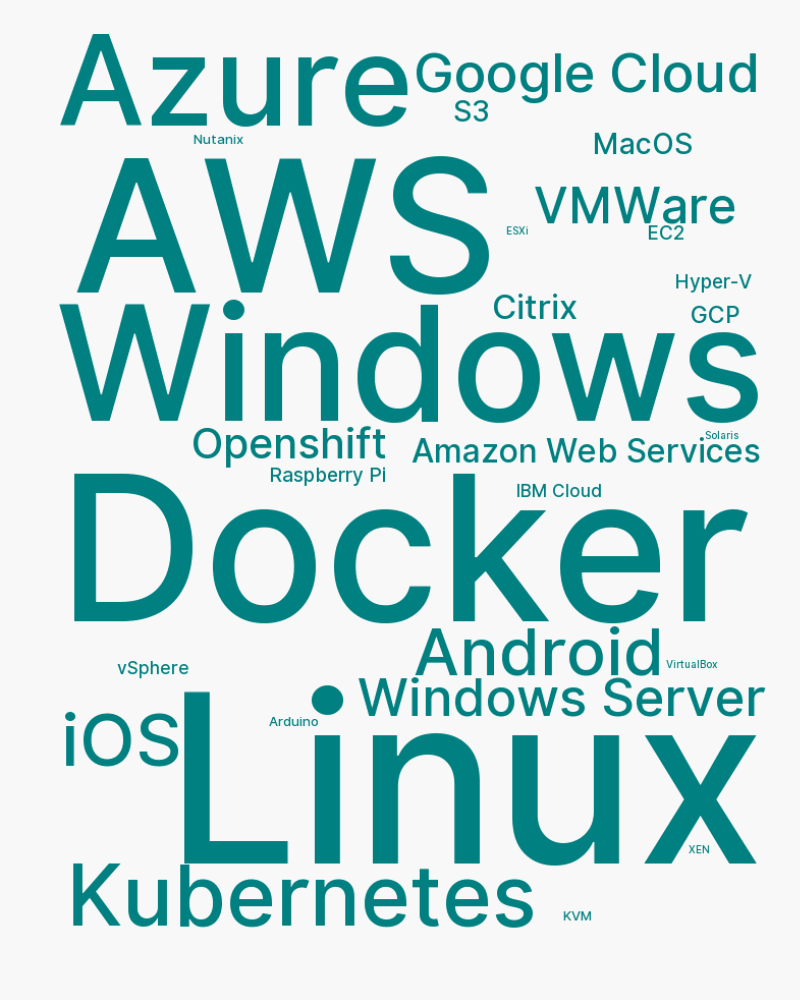 Azure
Google Cloud
S3
Nutanix
MacOS
AWS
VMWare
ESXi
EC2
Hyper-V
Citrix
GCP
Windows
Openshift
Solaris
Amazon Web Services
Raspberry Pi
IBM Cloud
Docker
Android
vSphere
VirtualBox
Windows Server
iOS
Arduino
Linux
XEN
Kubernetes
KVM